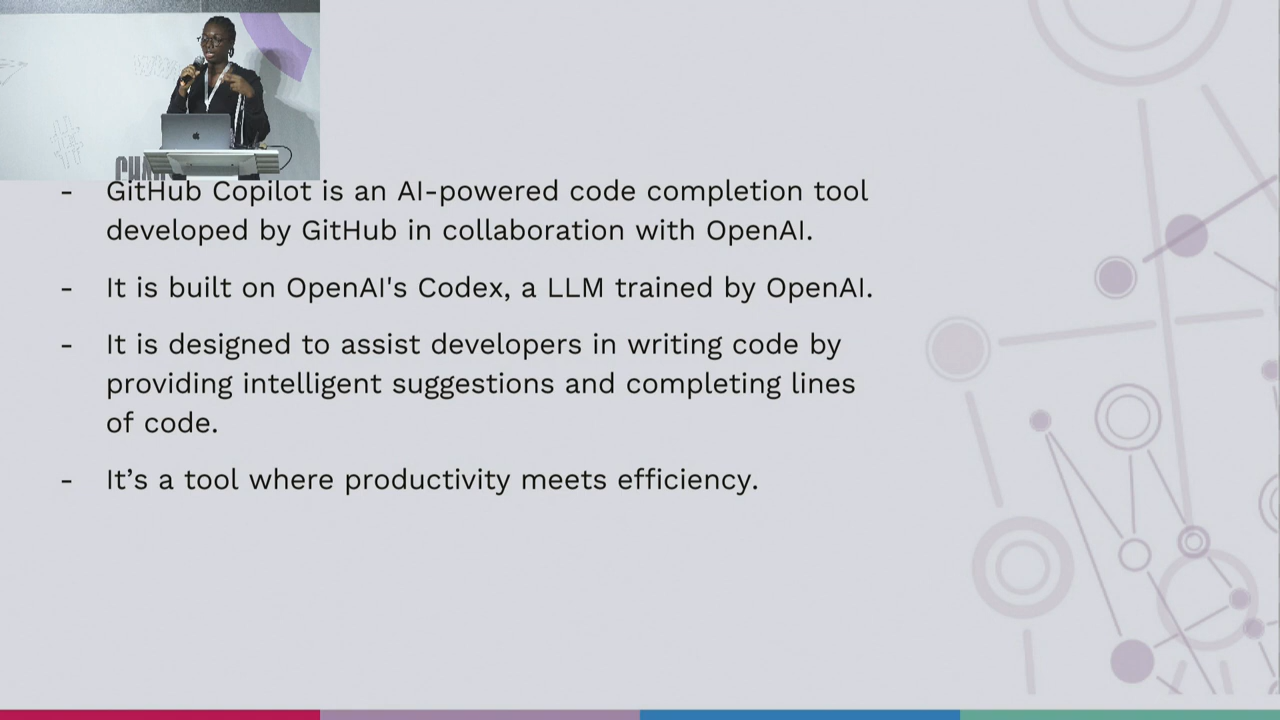 - GitHub Copilot is an AI-powered code completion tool
developed by GitHub in collaboration with OpenAI.
- It is built on OpenAI's Codex, a LLM trained by OpenAI.
- It is designed to assist developers in writing code by
providing intelligent suggestions and completing lines
of code.
- It’s a tool where productivity meets efficiency.